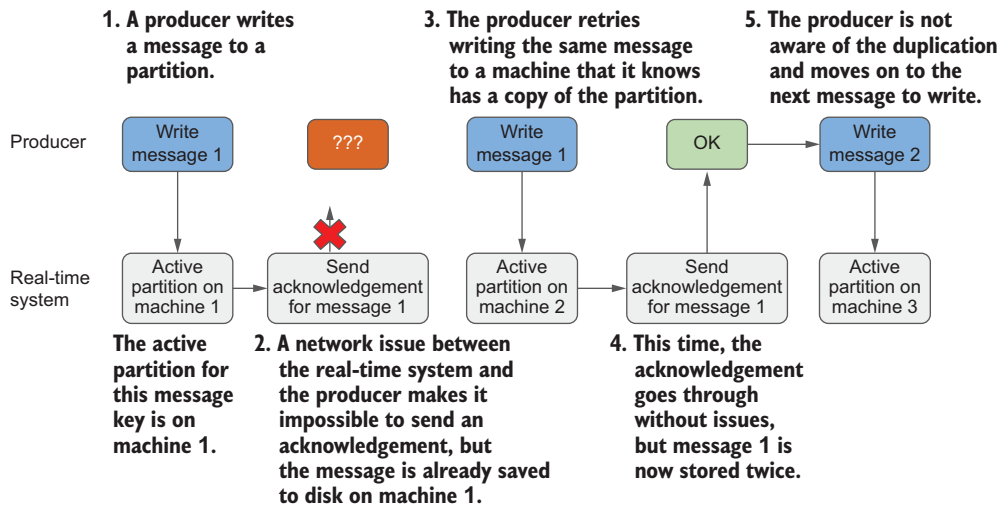 1. A producer writes
a message to a
partition.
3. The producer retries
writing the same message
to a machine that it knows
has a copy of the partition.
5. The producer is not
aware of the duplication
and moves on to the
next message to write.
Producer
Write
message 1
???
Write
message 1
OK
Write
message 2
Real-time
system
Active
partition on
machine 1
Send
acknowledgement
for message 1
Active
partition on
machine 2
Send
acknowledgement
for message 1
Active
partition on
machine 3
The active
partition for
this message
key is on
machine 1.
2. A network issue between
the real-time system and
the producer makes it
impossible to send an
acknowledgement, but
the message is already saved
to disk on machine 1.
4. This time, the
acknowledgement
goes through
without issues,
but message 1 is
now stored twice.